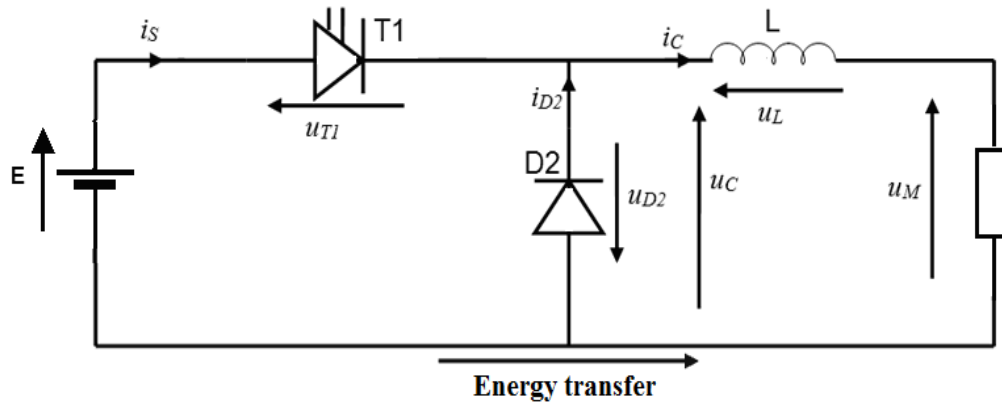 iS
T1
iC
L
uT1
iD2
uL
E
D2
uD2
uC
uM
Energy transfer